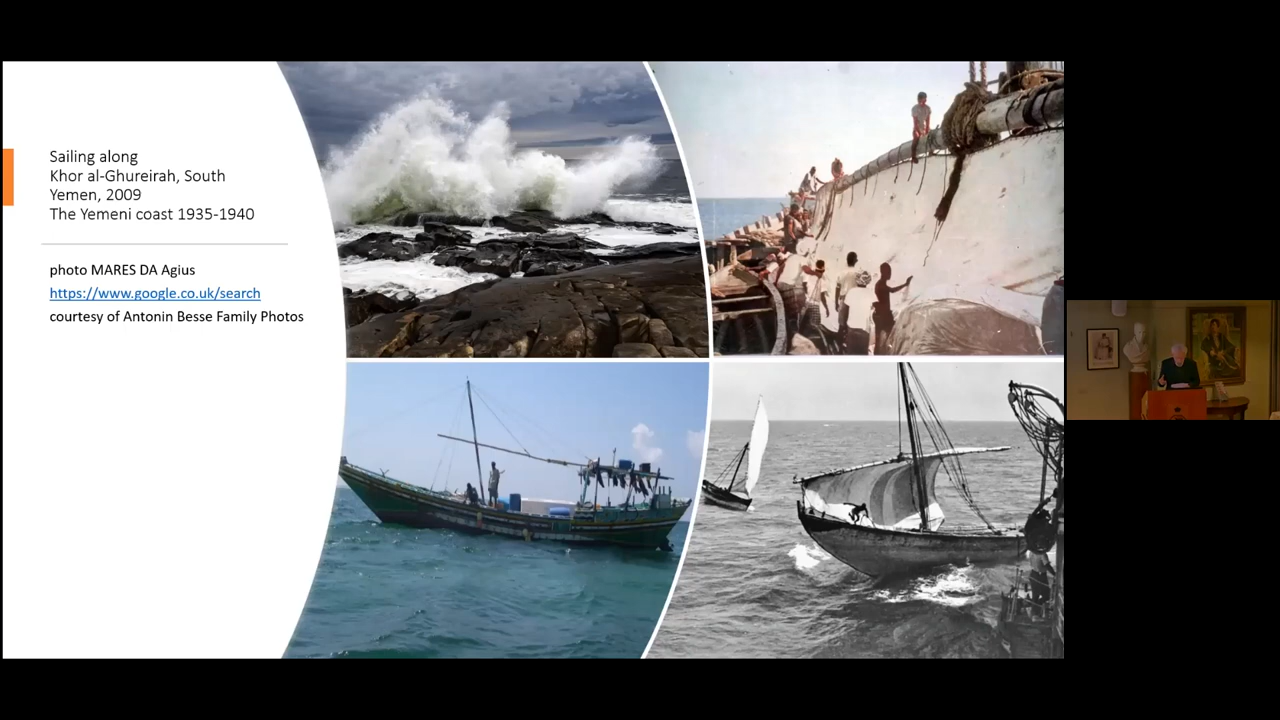 Sailing along
Khor al-Ghureirah, South
Yemen, 2009
The Yemeni coast 1935-1940
photo MARES DA Agius
https://www.google.co.uk/search
courtesy of Antonin Besse Family Photos